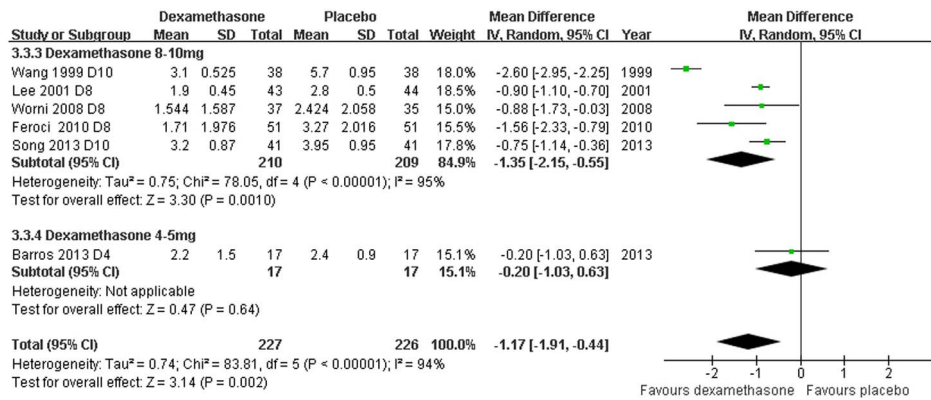 Dexamethasone Placebo Mean Difference Mean Difference
Study or Subgroup Mean SD Total Mean SD Total Weight IV, Random, 95% CI Year IV, Random, 95% CI
3.3.3 Dexamethasone 8-10mg
Wang 1999 D10 3.1 0.525 38 5.7 0.95 38 18.0% -2.60 [-2.95, -2.25] 1999
Lee 2001 D8 1.9 0.45 43 2.8 0.5 44 18.5% -0.90 [-1.10, -0.70] 2001
Worni 2008 D8 1.544 1.587 37 2.424 2.058 35 15.1% -0.88 [-1.73, -0.03] 2008
Feroci 2010 D8 1.71 1.976 51 3.27 2.016 51 15.5% -1.56 [-2.33, -0.79] 2010
Song 2013 D10 3.2 0.87 41 3.95 0.95 41 17.8% -0.75 [-1.14, -0.36] 2013
Subtotal (95% CI) 210 209 84.9% -1.35 [-2.15, -0.55]
Heterogeneity: Tau² = 0.75; Chi² = 78.05, df = 4 (P < 0.00001); I² = 95%
Test for overall effect: Z = 3.30 (P = 0.0010)
3.3.4 Dexamethasone 4-5mg
Barros 2013 D4 2.2 1.5 17 2.4 0.9 17 15.1% -0.20 [-1.03, 0.63] 2013
Subtotal (95% CI) 17 17 15.1% -0.20 [-1.03, 0.63]
Heterogeneity: Not applicable
Test for overall effect: Z = 0.47 (P = 0.64)
Total (95% CI) 227 226 100.0% -1.17 [-1.91, -0.44]
Heterogeneity: Tau² = 0.74; Chi² = 83.81, df = 5 (P < 0.00001); I² = 94%
Test for overall effect: Z = 3.14 (P = 0.002)
-2 -1 0 1 2
Favours dexamethasone Favours placebo